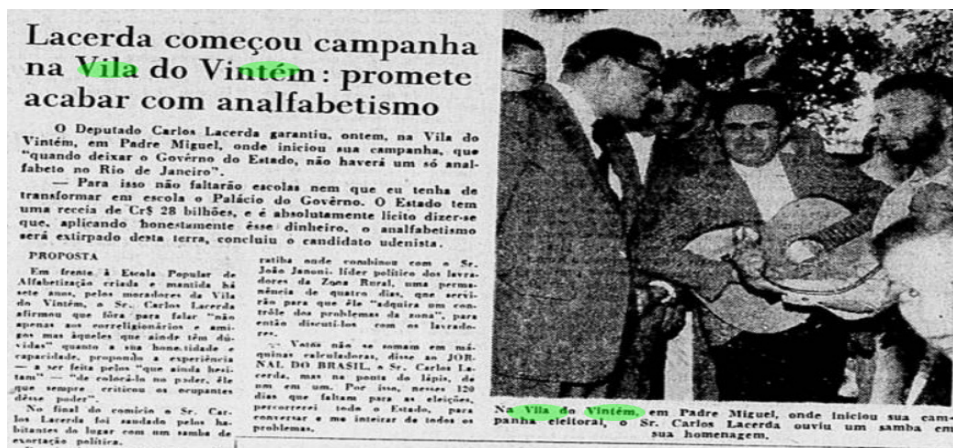 Lacerda começou campanha
na Vila do Vintém: promete
acabar com analfabetismo
O Deputado Carlos Lacerda garantiu, ontem, na Vila do
Vintém, em Padre Miguel, onde iniciou sua campanha, que
"quando deixar o Govêrno do Estado, não haverá um só anal-
fabeto no Rio de Janeiro".
— Para isso não faltarão escolas nem que eu tenha de
transformar em escola o Palácio do Govêrno. O Estado tem
uma receia de Cr$ 28 bilhões, e é absolutamente lícito dizer-se
que, aplicando honestamente êsse dinheiro, o analfabetismo
será extirpado desta terra, concluiu o candidato udenista.
PROPOSTA
Em frente à Escola Popular de
Alfabetização criada e mantida há
sete anos, pelos moradores da Vila
do Vintém, o Sr. Carlos Lacerda
afirmou que fôra para falar "não
apenas aos correligionários e ami-
gos mas àqueles que ainda têm dú-
vidas" quanto a sua honestidade e
capacidade, propondo a experiência
— a ser feita pelos "que ainda hesi-
tam" — "de colocá-lo no poder, êle
que sempre criticou os ocupantes
dêsse poder".
No final do comício o Sr. Car-
los Lacerda foi saudado pelos ha-
bitantes do lugar com um samba de
exortação política.
ratiba onde combinou com o Sr.
João Janoni, líder político dos lavra-
dores da Zona Rural, uma perma-
nência de quatro dias, que servi-
rão para que êle "adquira um con-
trôle dos problemas da zona", para
então discutí-los com os lavrado-
res.
— Votos não se somam em má-
quinas calculadoras, disse ao JOR-
NAL DO BRASIL, o Sr. Carlos La-
cerda, mas na ponta do lápis, de
um em um. Por isso, nesses 120
dias que faltam para as eleições,
percorrerei todo o Estado, para
conversar e me inteirar de todos os
problemas.
Na Vila do Vintém, em Padre Miguel, onde iniciou sua cam-
panha eleitoral, o Sr. Carlos Lacerda ouviu um samba em
sua homenagem.